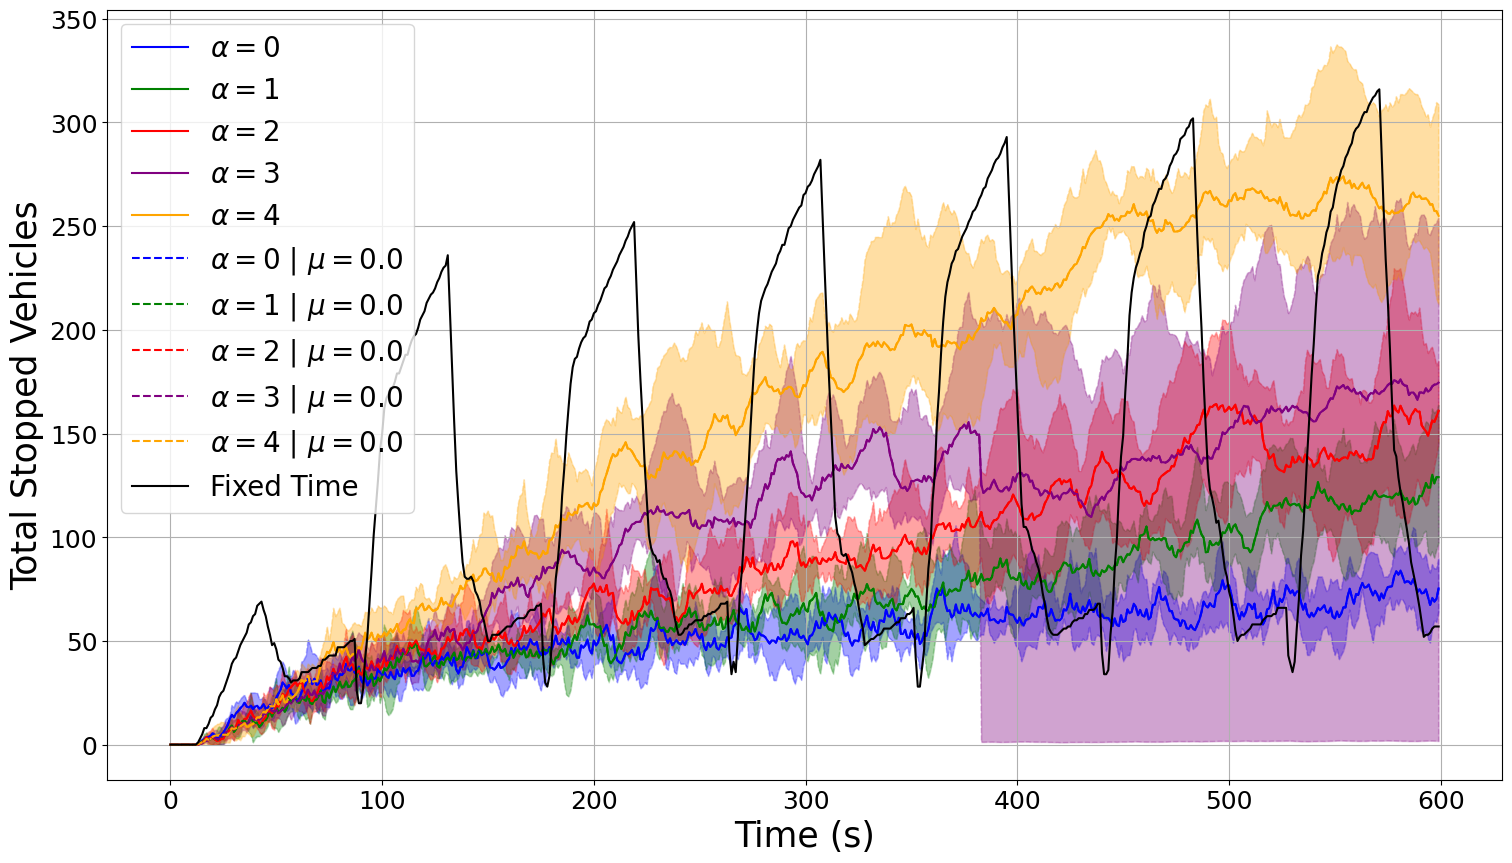 350
300
250
200
150
100
50
0
Total Stopped Vehicles
α = 0
α = 1
α = 2
α = 3
α = 4
α = 0 | μ = 0.0
α = 1 | μ = 0.0
α = 2 | μ = 0.0
α = 3 | μ = 0.0
α = 4 | μ = 0.0
Fixed Time
0 100 200 300 400 500 600
Time (s)